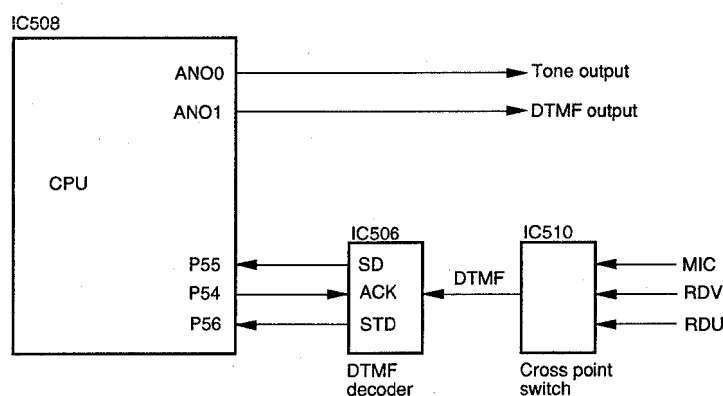 IC508
ANO0
Tone output
ANO1
DTMF output
CPU
IC506
IC510
P55
SD
MIC
P54
ACK
DTMF
RDV
P56
STD
RDU
DTMF
decoder
Cross point
switch